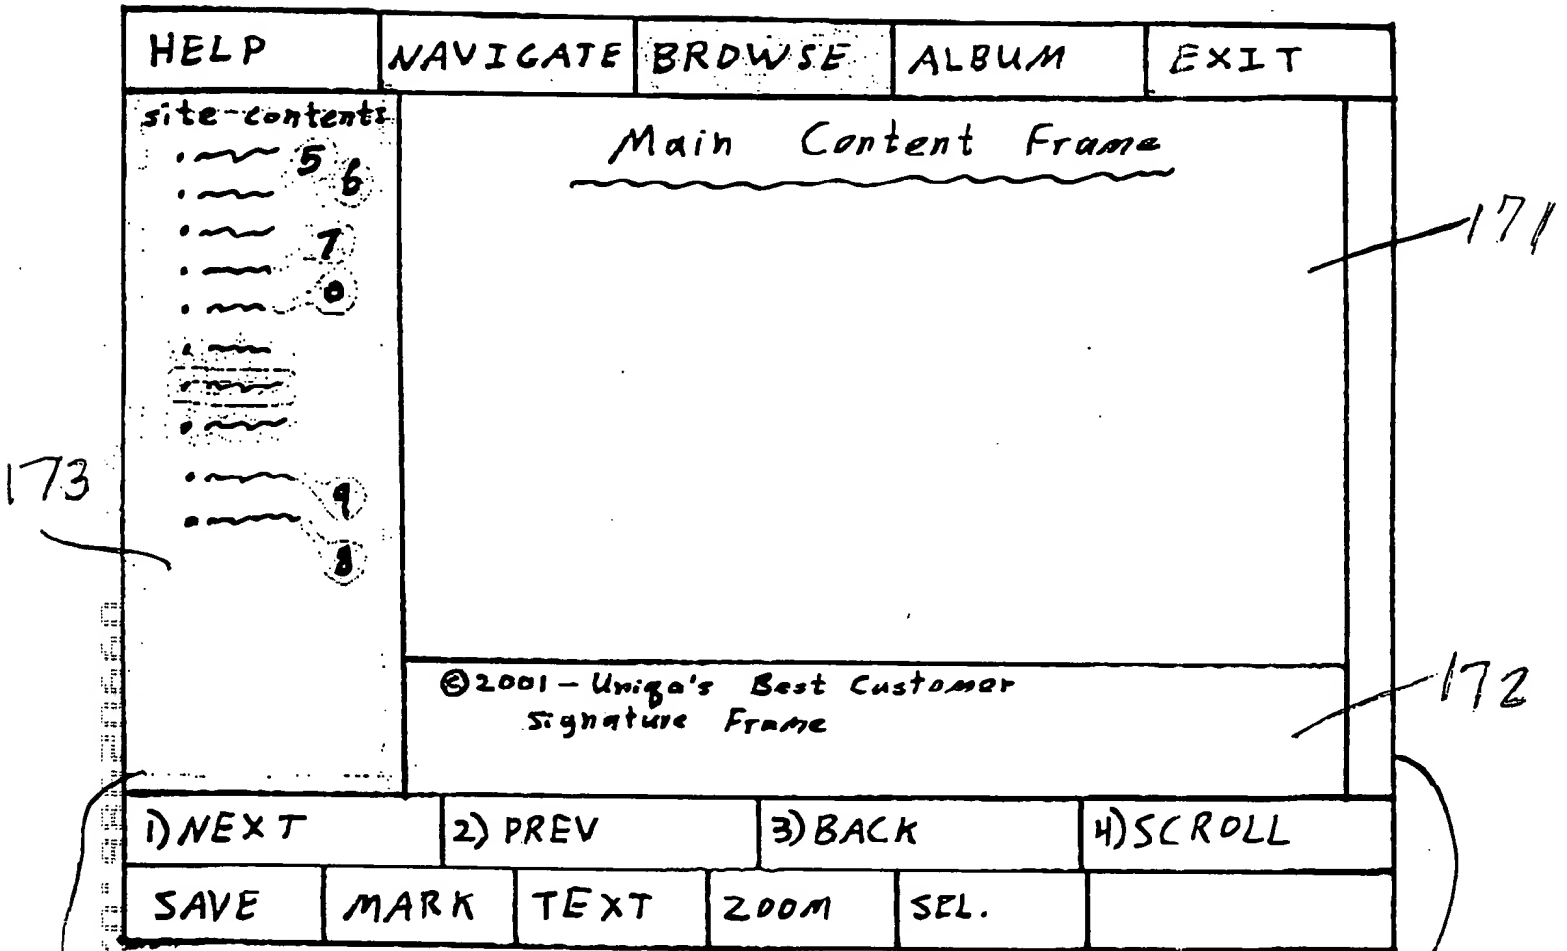 HELP NAVIGATE BROWSE ALBUM EXIT
site-contents
Main Content Frame
5
6
7
0
9
8
171
173
172
©2001 - Uniqa's Best Customer
Signature Frame
1) NEXT 2) PREV 3) BACK 4) SCROLL
SAVE MARK TEXT ZOOM SEL.